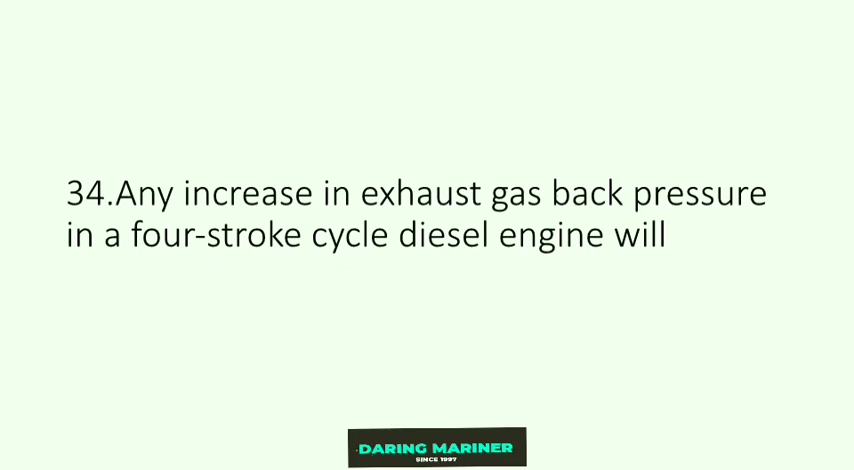 34.Any increase in exhaust gas back pressure
in a four-stroke cycle diesel engine will
DARING MARINER
SINCE 1997